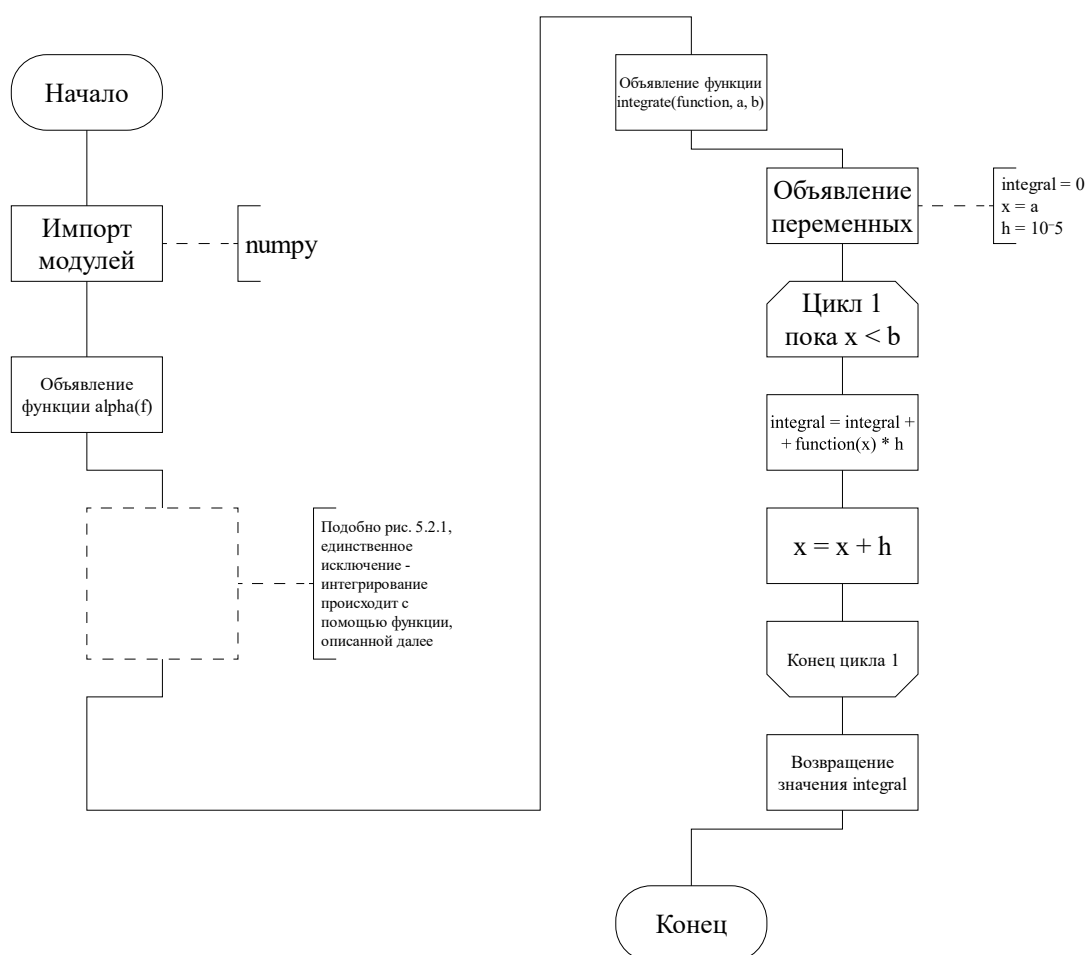 Начало
Импорт
модулей
numpy
Объявление
функции alpha(f)
Подобно рис. 5.2.1,
единственное
исключение -
интегрирование
происходит с
помощью функции,
описанной далее
Объявление функции
integrate(function, a, b)
Объявление
переменных
integral = 0
x = a
h = 10⁻5
Цикл 1
пока x < b
integral = integral +
+ function(x) * h
x = x + h
Конец цикла 1
Возвращение
значения integral
Конец